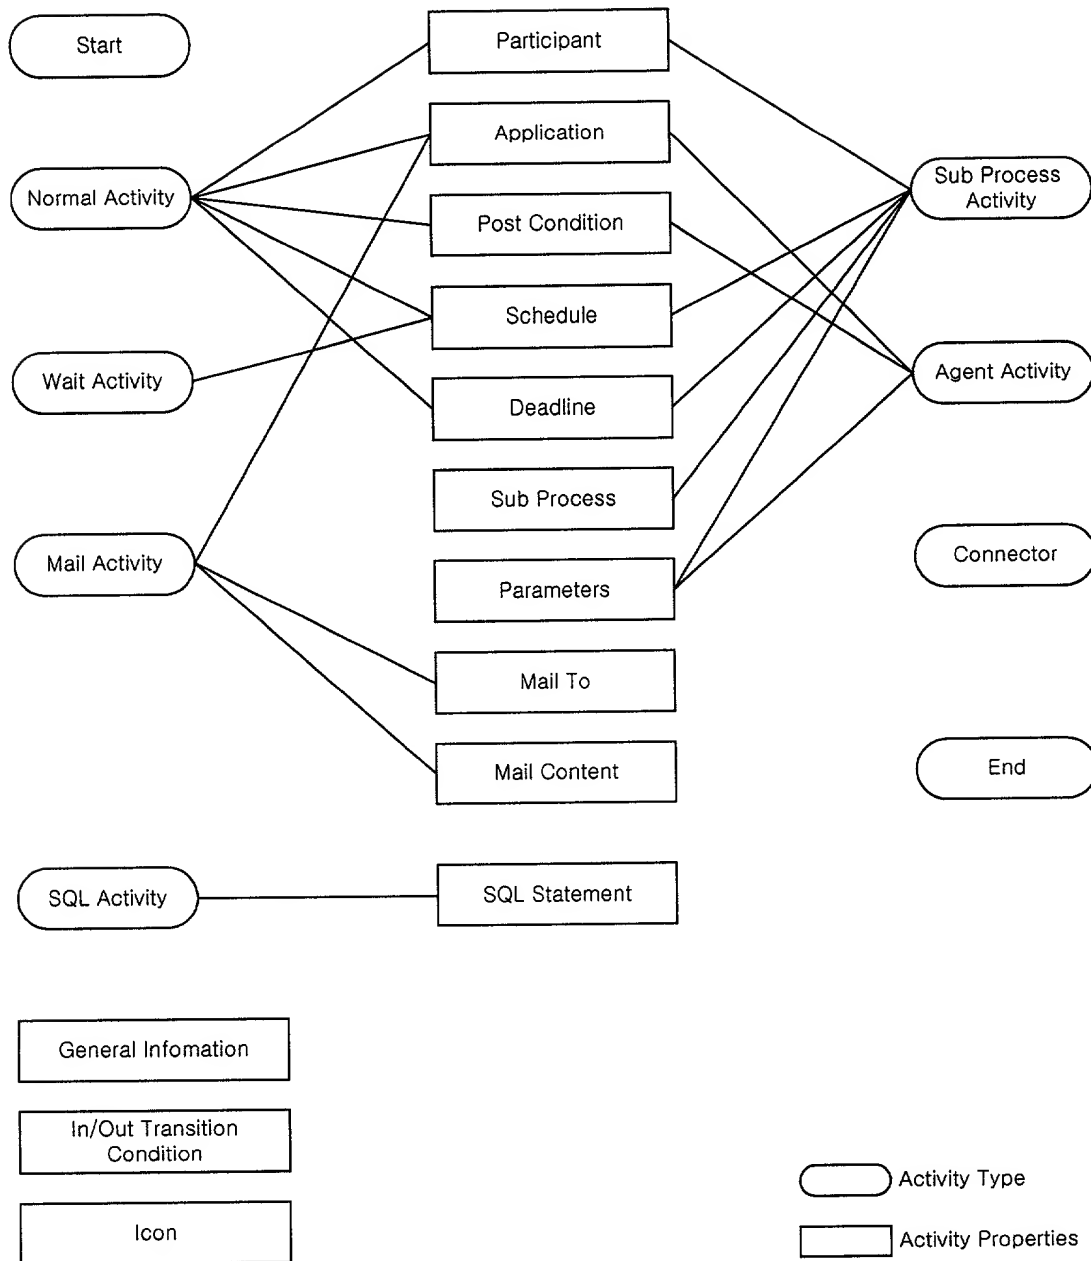 Start
Participant
Application
Normal Activity
Sub Process
Activity
Post Condition
Schedule
Wait Activity
Agent Activity
Deadline
Sub Process
Mail Activity
Connector
Parameters
Mail To
Mail Content
End
SQL Activity
SQL Statement
General Infomation
In/Out Transition
Condition
Icon
Activity Type
Activity Properties